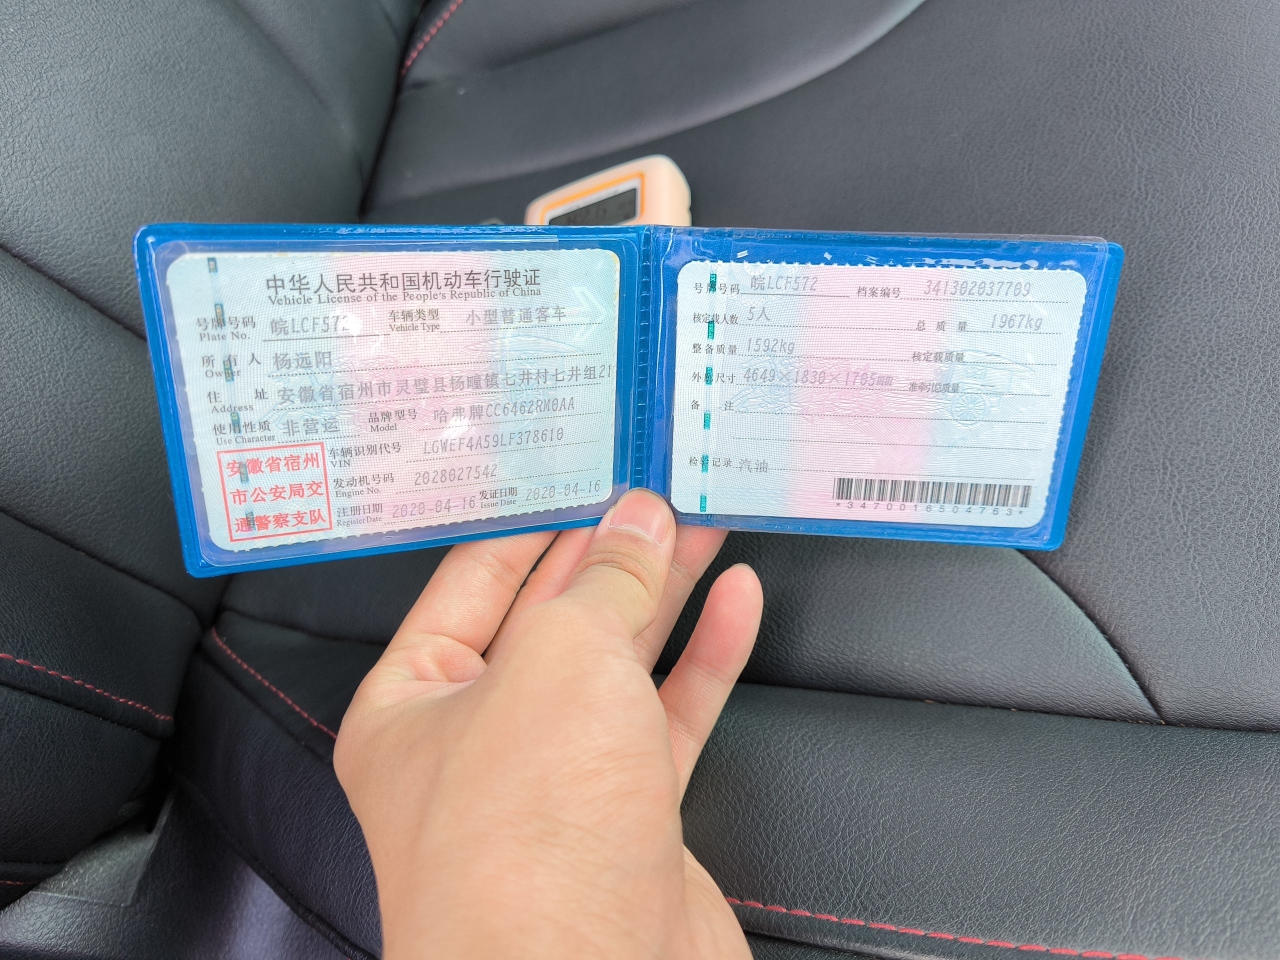 中华人民共和国机动车行驶证
Vehicle License of the People's Republic of China
号牌号码 皖LCF572 车辆类型 小型普通客车
Plate No. Vehicle Type
所有人 杨远阳
Owner
住址 安徽省宿州市灵璧县杨疃镇七井村七井组21
Address
使用性质 非营运 品牌型号 哈弗牌CC6462RM0AA
Use Character Model
安徽省宿州
市公安局交
通警察支队
车辆识别代号 LGWEF4A59LF378610
VIN
发动机号码 2028027542
Engine No.
注册日期 2020-04-16 发证日期 2020-04-16
Register Date Issue Date
号牌号码 皖LCF572 档案编号 341302037709
核定载人数 5人 总质量 1967kg
整备质量 1592kg 核定载质量
外廓尺寸 4649×1830×1705mm 准牵引总质量
备注
检验记录 汽油
*3470016504763*